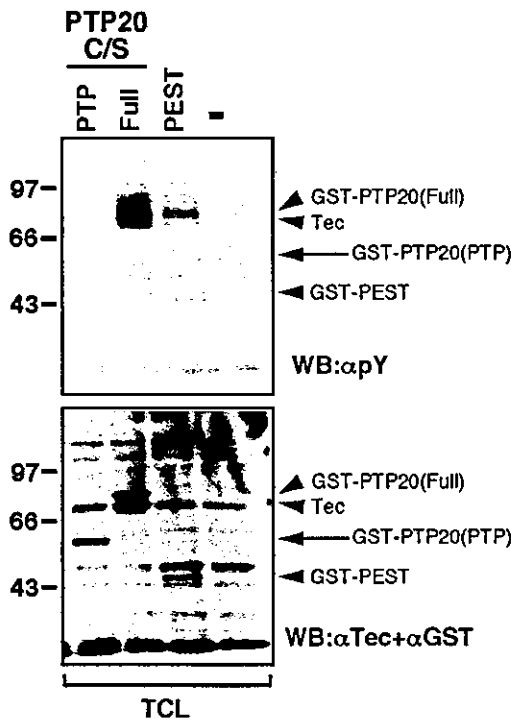 PTP20
C/S
PTP
Full
PEST
-
97
66
43
GST-PTP20(Full)
Tec
GST-PTP20(PTP)
GST-PEST
WB:αpY
97
66
43
GST-PTP20(Full)
Tec
GST-PTP20(PTP)
GST-PEST
WB:αTec+αGST
TCL